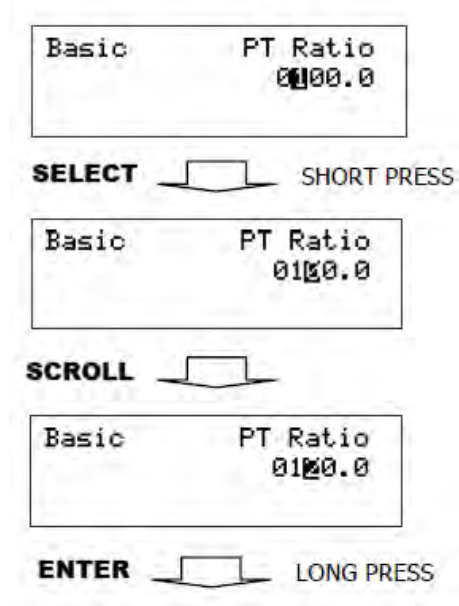 Basic PT Ratio
0100.0
SELECT SHORT PRESS
Basic PT Ratio
0100.0
SCROLL
Basic PT Ratio
0120.0
ENTER LONG PRESS